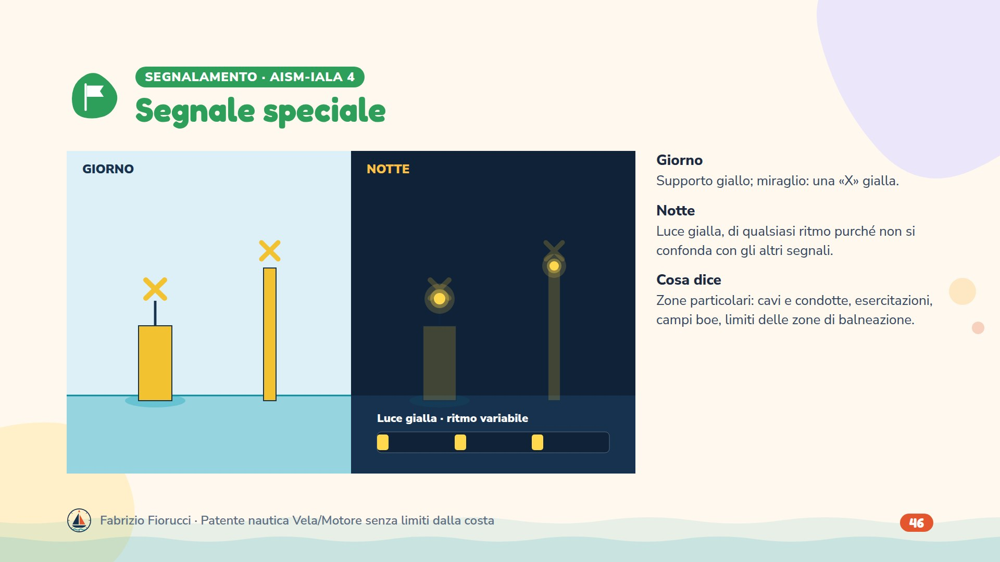 SEGNALAMENTO · AISM-IALA 4
Segnale speciale
GIORNO
NOTTE
Luce gialla · ritmo variabile
Giorno
Supporto giallo; miraglio: una «X» gialla.
Notte
Luce gialla, di qualsiasi ritmo purché non si
confonda con gli altri segnali.
Cosa dice
Zone particolari: cavi e condotte, esercitazioni,
campi boe, limiti delle zone di balneazione.
Fabrizio Fiorucci · Patente nautica Vela/Motore senza limiti dalla costa
46